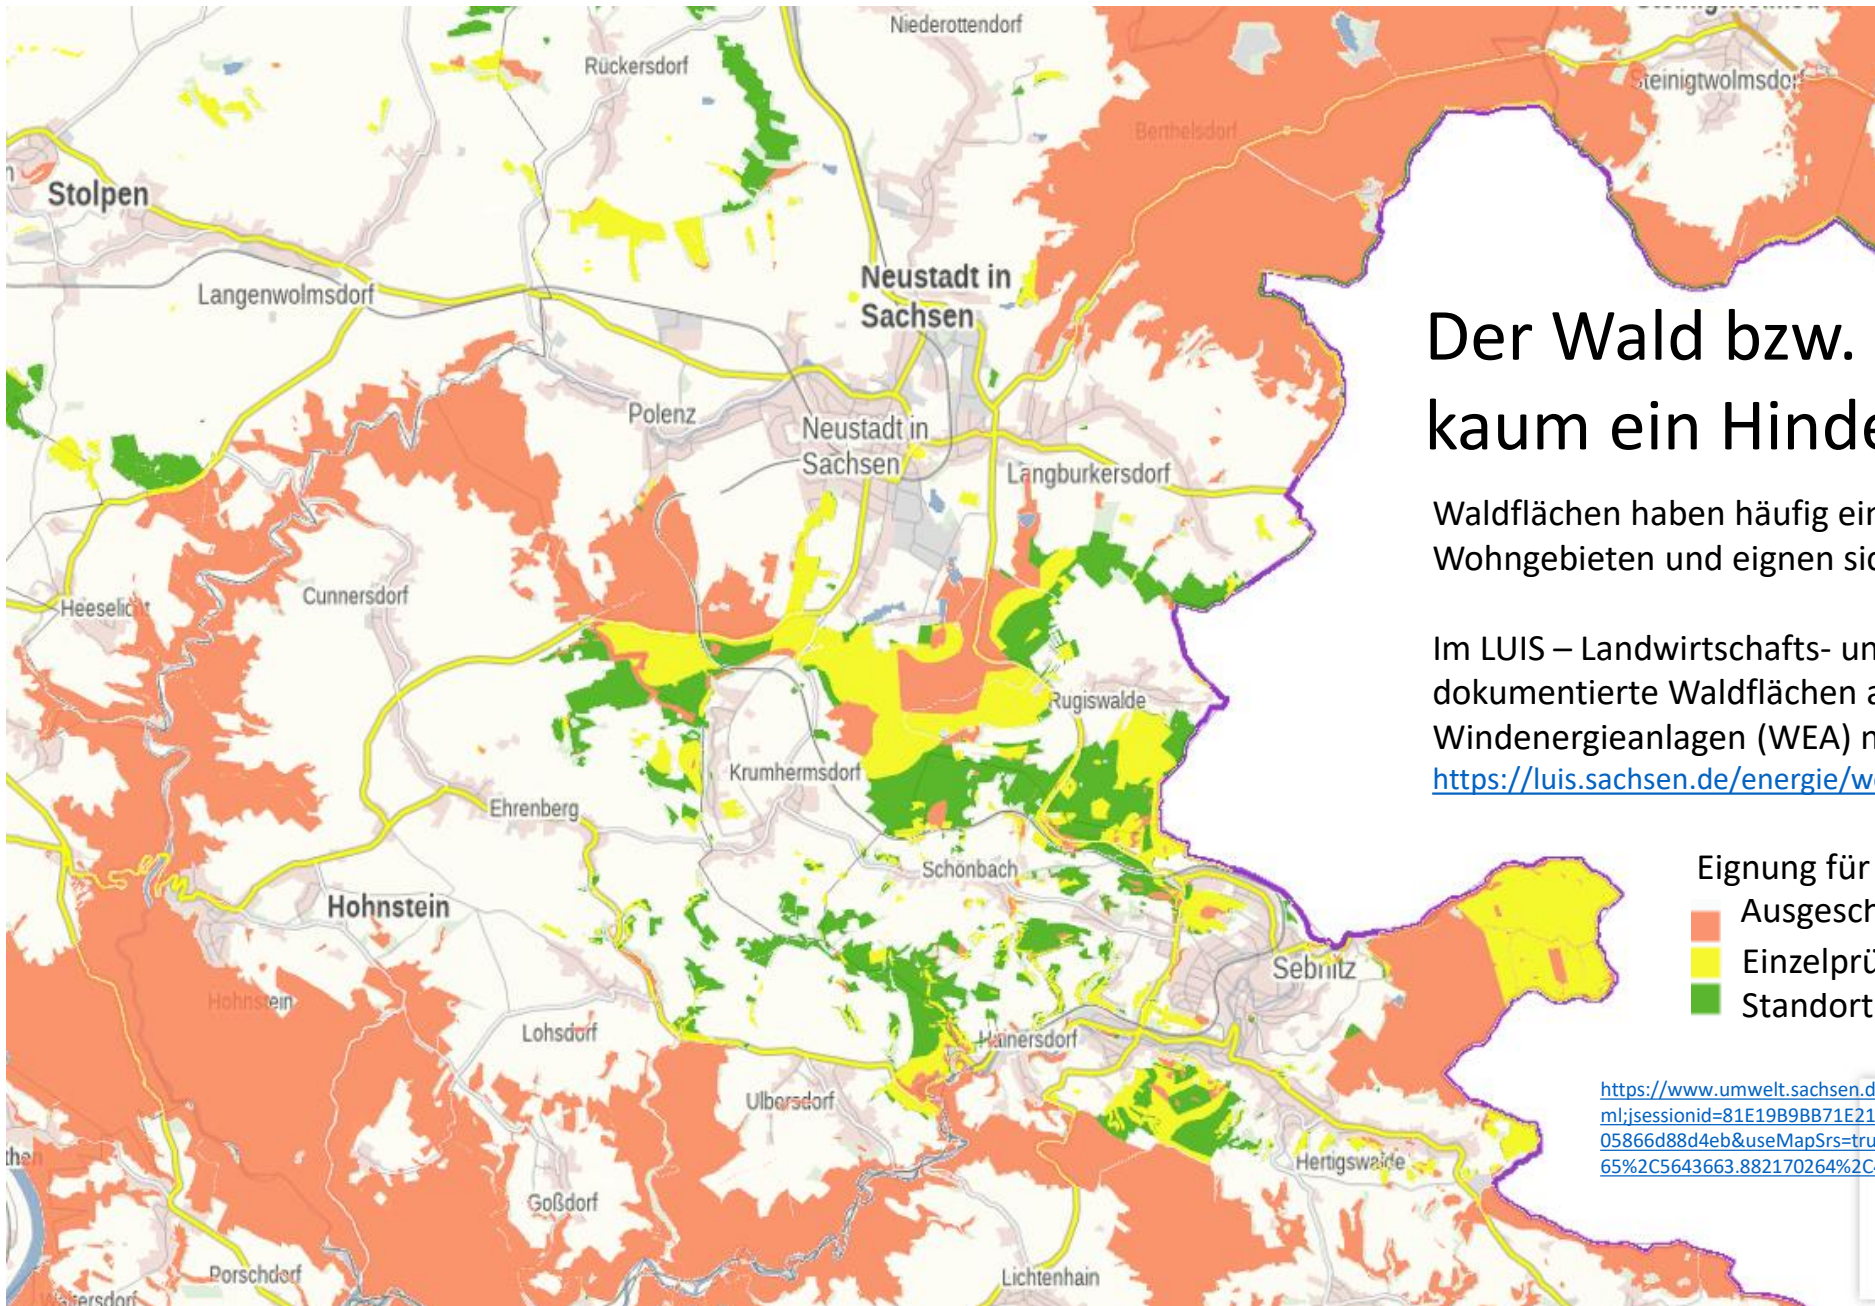 Niederottendorf
Rückersdorf
Steinigtwolmsdorf
Berthelsdorf
Stolpen
Langenwolmsdorf
Neustadt in
Sachsen
Polenz
Neustadt in
Sachsen
Langburkersdorf
Cunnersdorf
Rugiswalde
Krumhermsdorf
Ehrenberg
Schönbach
Hohnstein
Sebnitz
Hohnstein
Lohsdorf
Hainersdorf
Ulbersdorf
Hertigswalde
Goßdorf
Porschdorf
Lichtenhain
Der Wald bzw.
kaum ein Hinde
Waldflächen haben häufig ein
Wohngebieten und eignen sic
Im LUIS – Landwirtschafts- un
dokumentierte Waldflächen a
Windenergieanlagen (WEA) n
https://luis.sachsen.de/energie/w
Eignung für
Ausgesch
Einzelprü
Standort
https://www.umwelt.sachsen.d
ml;jsessionid=81E19B9BB71E21
05866d88d4eb&useMapSrs=tru
65%2C5643663.882170264%2C